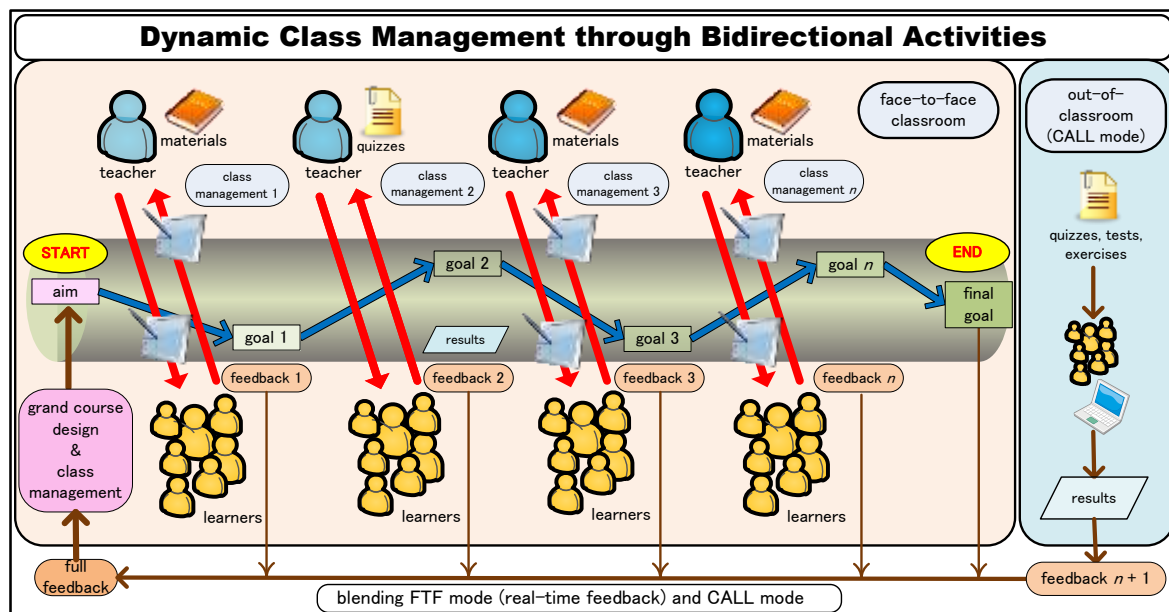 Dynamic Class Management through Bidirectional Activities
materials
teacher
class
management 1
quizzes
teacher
class
management 2
materials
teacher
class
management 3
materials
teacher
class
management n
face-to-face
classroom
out-of-
classroom
(CALL mode)
quizzes, tests,
exercises
START
aim
goal 1
goal 2
results
goal 3
goal n
END
final
goal
feedback 1
feedback 2
feedback 3
feedback n
learners
learners
learners
learners
grand course
design
&
class
management
results
full
feedback
feedback n + 1
blending FTF mode (real-time feedback) and CALL mode